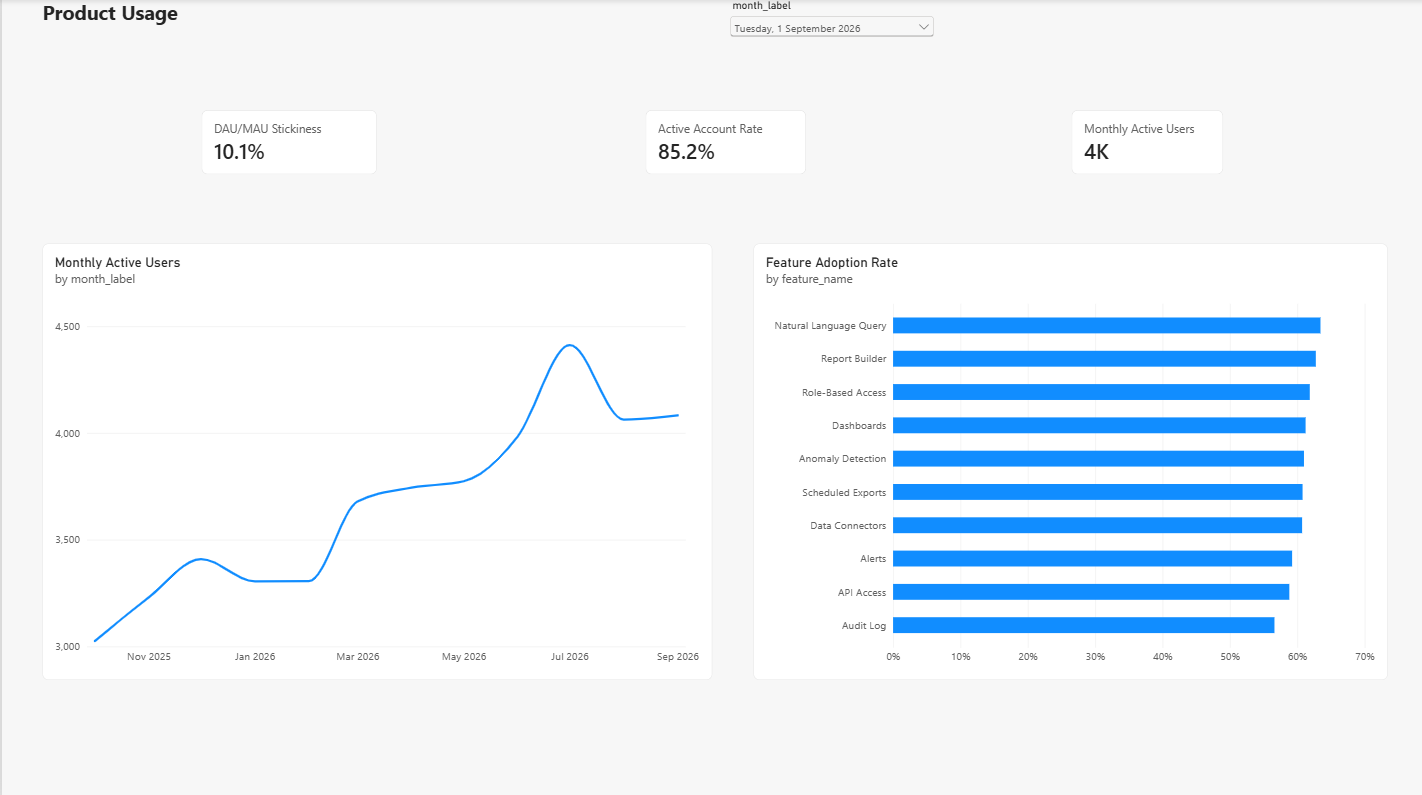 Product Usage
month_label
Tuesday, 1 September 2026
DAU/MAU Stickiness
10.1%
Active Account Rate
85.2%
Monthly Active Users
4K
Monthly Active Users
by month_label
4,500
4,000
3,500
3,000
Nov 2025
Jan 2026
Mar 2026
May 2026
Jul 2026
Sep 2026
Feature Adoption Rate
by feature_name
Natural Language Query
Report Builder
Role-Based Access
Dashboards
Anomaly Detection
Scheduled Exports
Data Connectors
Alerts
API Access
Audit Log
0%
10%
20%
30%
40%
50%
60%
70%